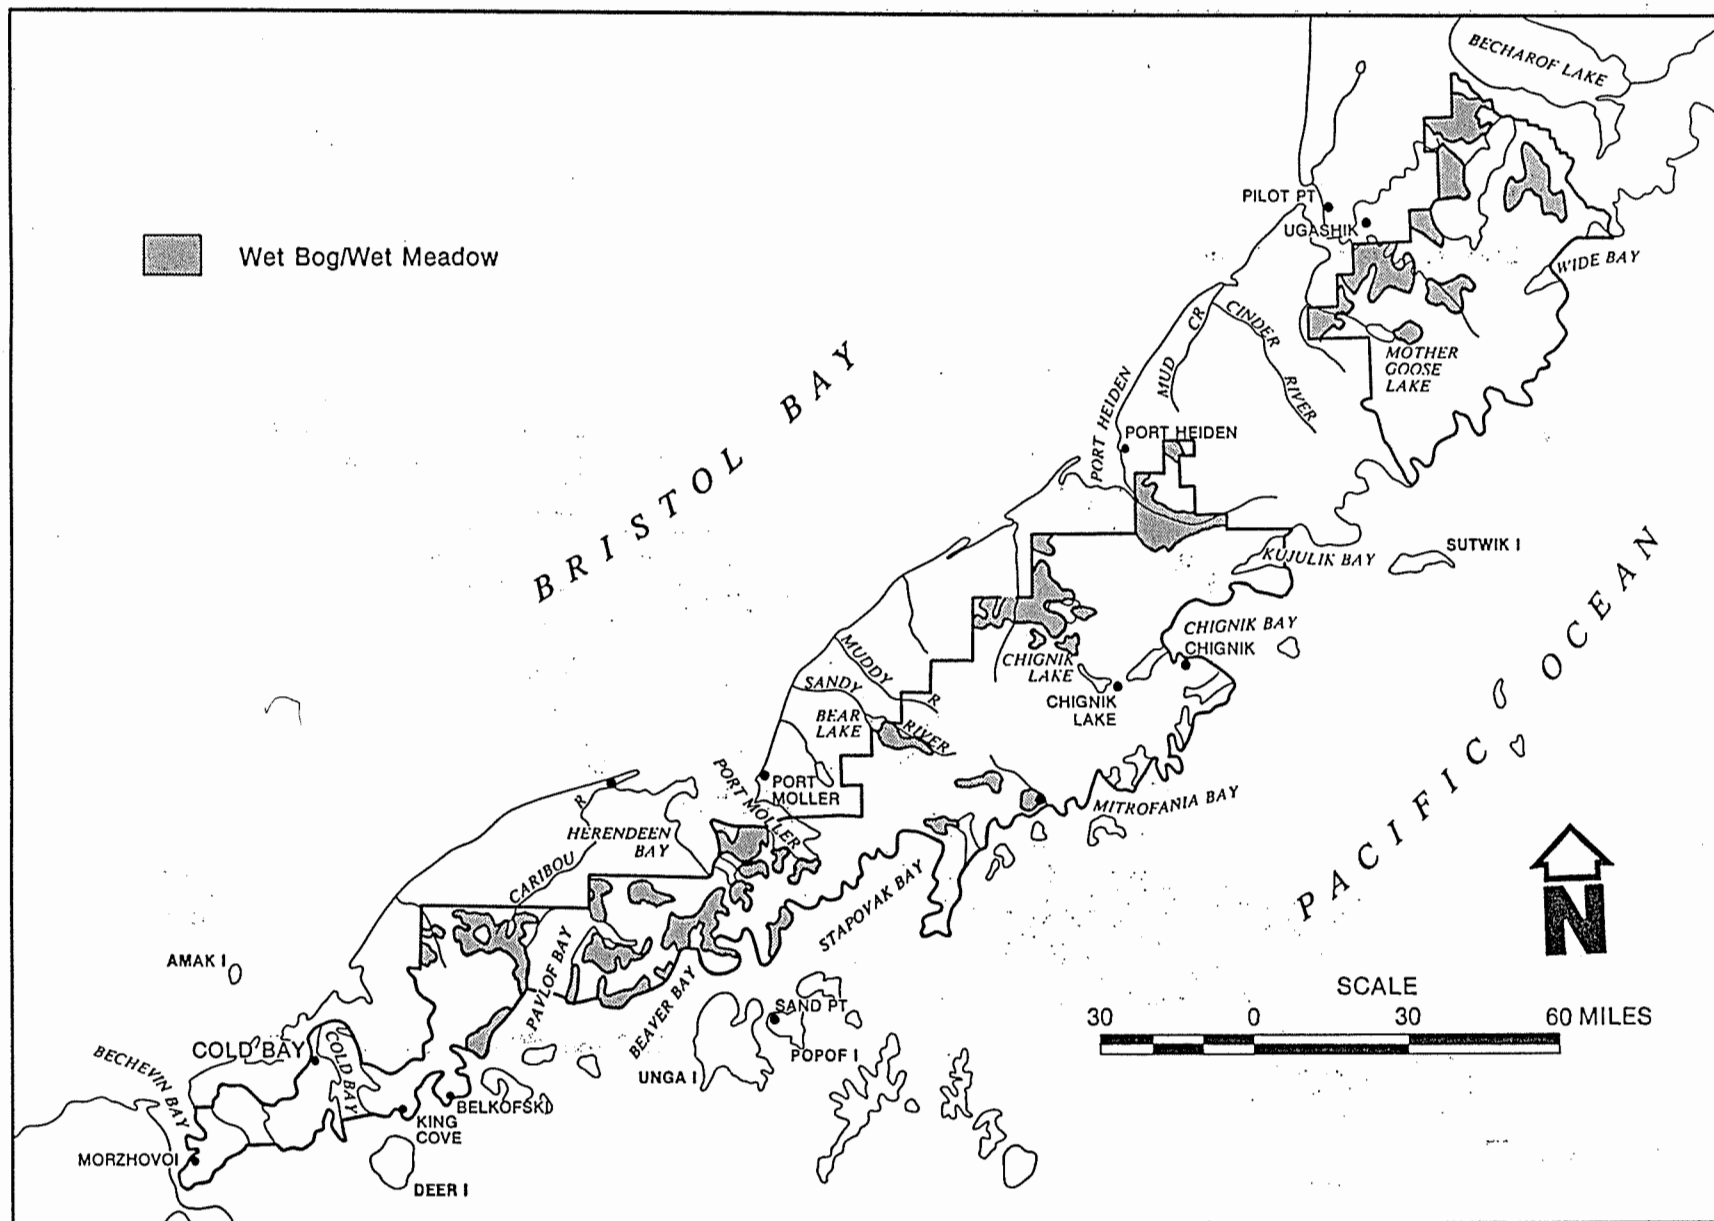 BECHAROF LAKE
PILOT PT
UGASHIK
WIDE BAY
Wet Bog/Wet Meadow
CINDER
RIVER
MUD
CR
MOTHER
GOOSE
LAKE
BRISTOL BAY
PORT HEIDEN
PORT HEIDEN
KUJULIK BAY
SUTWIK I
CHIGNIK BAY
CHIGNIK
CHIGNIK
LAKE
CHIGNIK
LAKE
MUDDY
R
SANDY
RIVER
BEAR
LAKE
PORT MOLLER
PORT
MOLLER
MITROFANIA BAY
PACIFIC OCEAN
R
CARIBOU
HERENDEEN
BAY
STAPOVAK BAY
N
AMAK I
PAVLOF BAY
BEAVER BAY
SAND PT
POPOF I
UNGA I
SCALE
30 0 30 60 MILES
COLD BAY
COLD BAY
BECHEVIN BAY
BELKOFSKI
KING
COVE
MORZHOVOI
DEER I